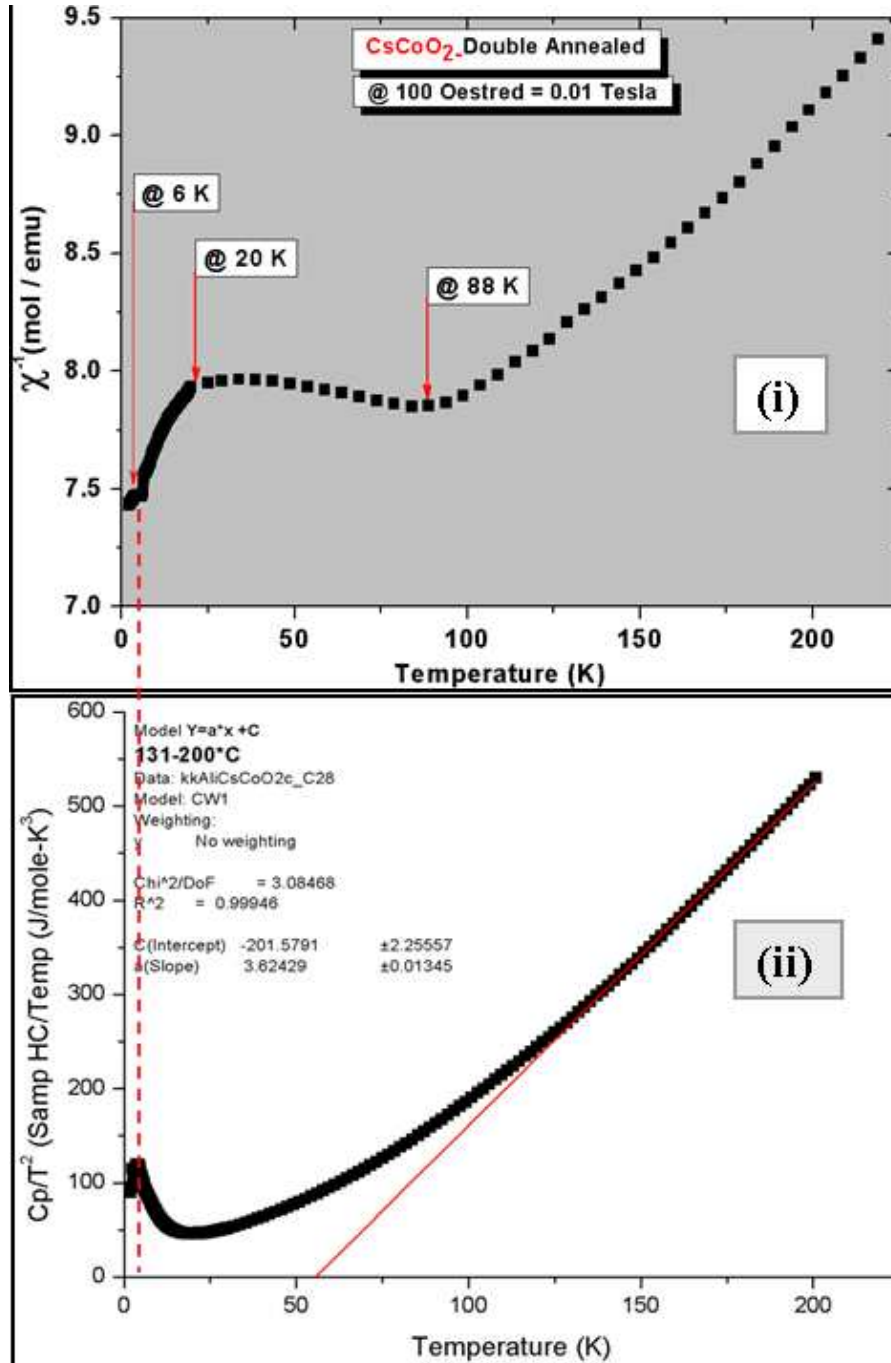 CsCoO2-Double Annealed
@ 100 Oestred = 0.01 Tesla
@ 6 K
@ 20 K
@ 88 K
(i)
χ-1(mol / emu)
9.5
9.0
8.5
8.0
7.5
7.0
0 50 100 150 200
Temperature (K)
Model Y=a*x +C
131-200*C
Data: kkAliCsCoO2c_C28
Model: CW1
Weighting:
y No weighting
Chi^2/DoF = 3.08468
R^2 = 0.99946
C(Intercept) -201.5791 ±2.25557
a(Slope) 3.62429 ±0.01345
(ii)
Cp/T2 (Samp HC/Temp (J/mole-K3)
600
500
400
300
200
100
0
0 50 100 150 200
Temperature (K)